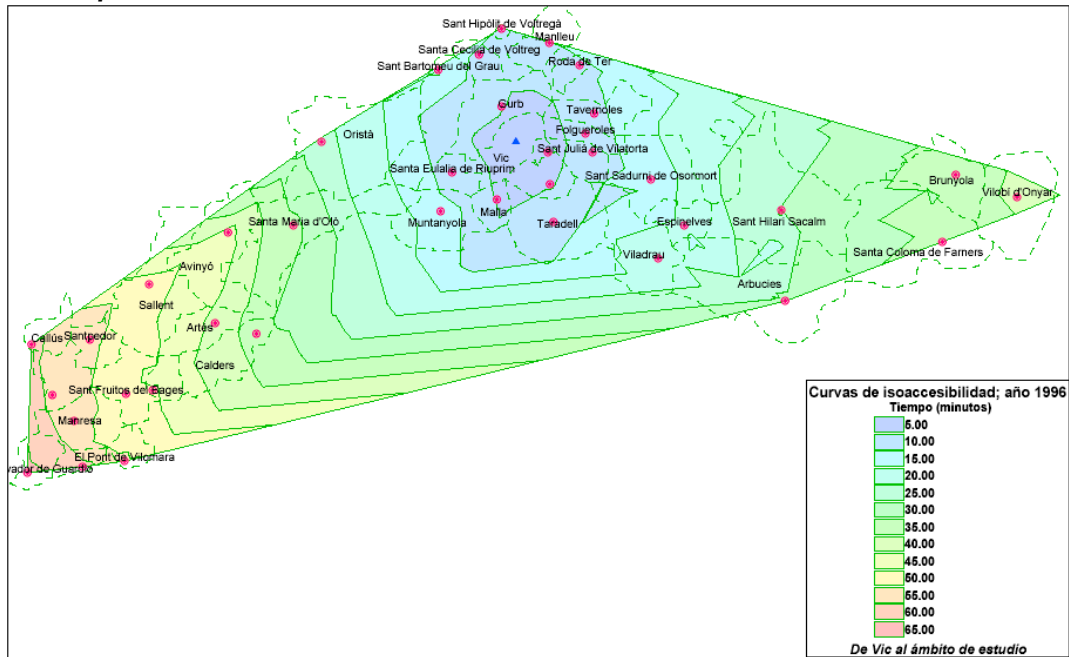 Sant Hipòlit de Voltregà
Manlleu
Santa Cecilia de Voltreg
Sant Bartomeu del Grau
Roda de Ter
Gurb
Tavernoles
Oristà
Folgueroles
Vic
Sant Julià de Vilatorta
Santa Eulalia de Riuprim
Sant Sadurni de Osormort
Brunyola
Vilobí d'Onyar
Malla
Santa Maria d'Oló
Muntanyola
Taradell
Espinelves
Sant Hilari Sacalm
Santa Coloma de Farners
Viladrau
Avinyó
Arbucies
Sallent
Artés
Callús
Santpedor
Calders
Sant Fruitos del Bages
Manresa
El Pont de Vilomara
vador de Guardio
Curvas de isoaccesibilidad; año 1996
Tiempo (minutos)
5.00
10.00
15.00
20.00
25.00
30.00
35.00
40.00
45.00
50.00
55.00
60.00
65.00
De Vic al ámbito de estudio